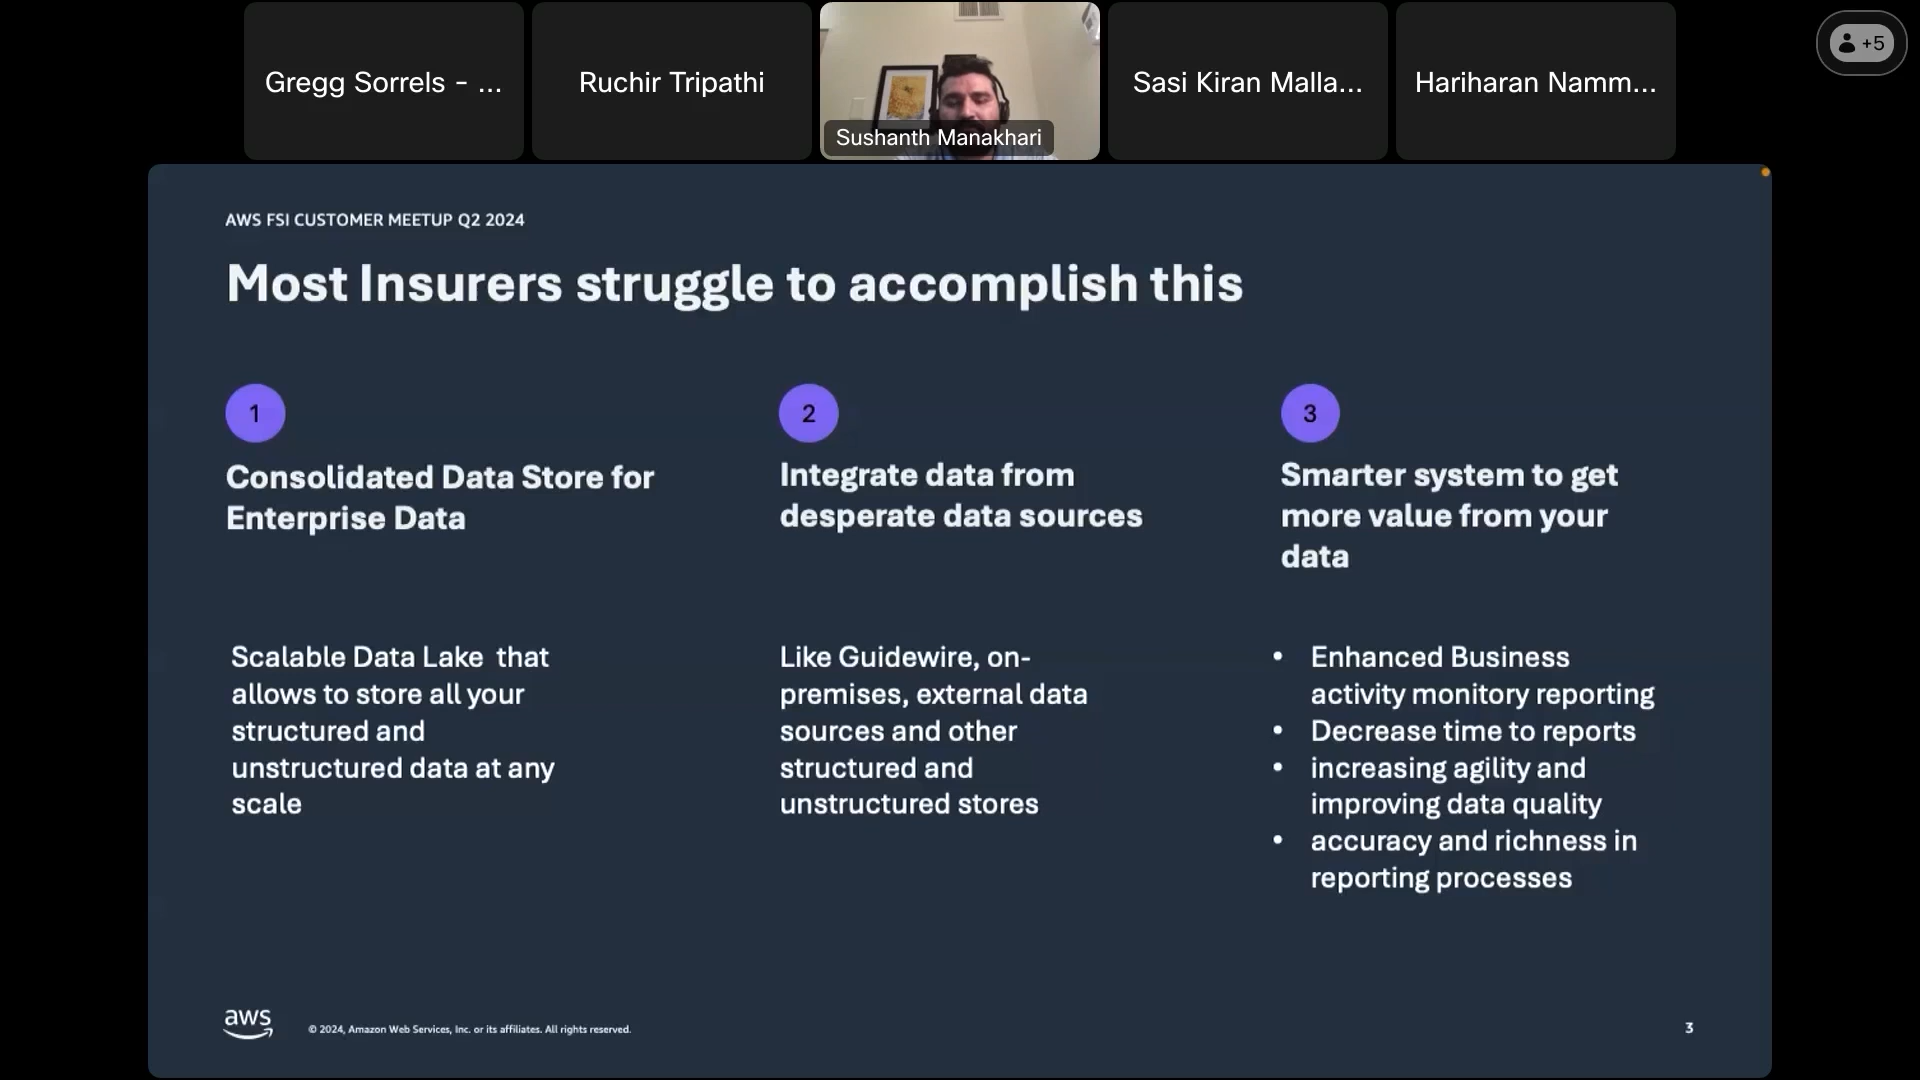 Gregg Sorrels - ...
Ruchir Tripathi
Sushanth Manakhari
Sasi Kiran Malla...
Hariharan Namm...
+5
AWS FSI CUSTOMER MEETUP Q2 2024
Most Insurers struggle to accomplish this
1
Consolidated Data Store for
Enterprise Data
Scalable Data Lake that
allows to store all your
structured and
unstructured data at any
scale
2
Integrate data from
desperate data sources
Like Guidewire, on-
premises, external data
sources and other
structured and
unstructured stores
3
Smarter system to get
more value from your
data
• Enhanced Business
activity monitory reporting
• Decrease time to reports
• increasing agility and
improving data quality
• accuracy and richness in
reporting processes
aws
© 2024, Amazon Web Services, Inc. or its affiliates. All rights reserved.
3